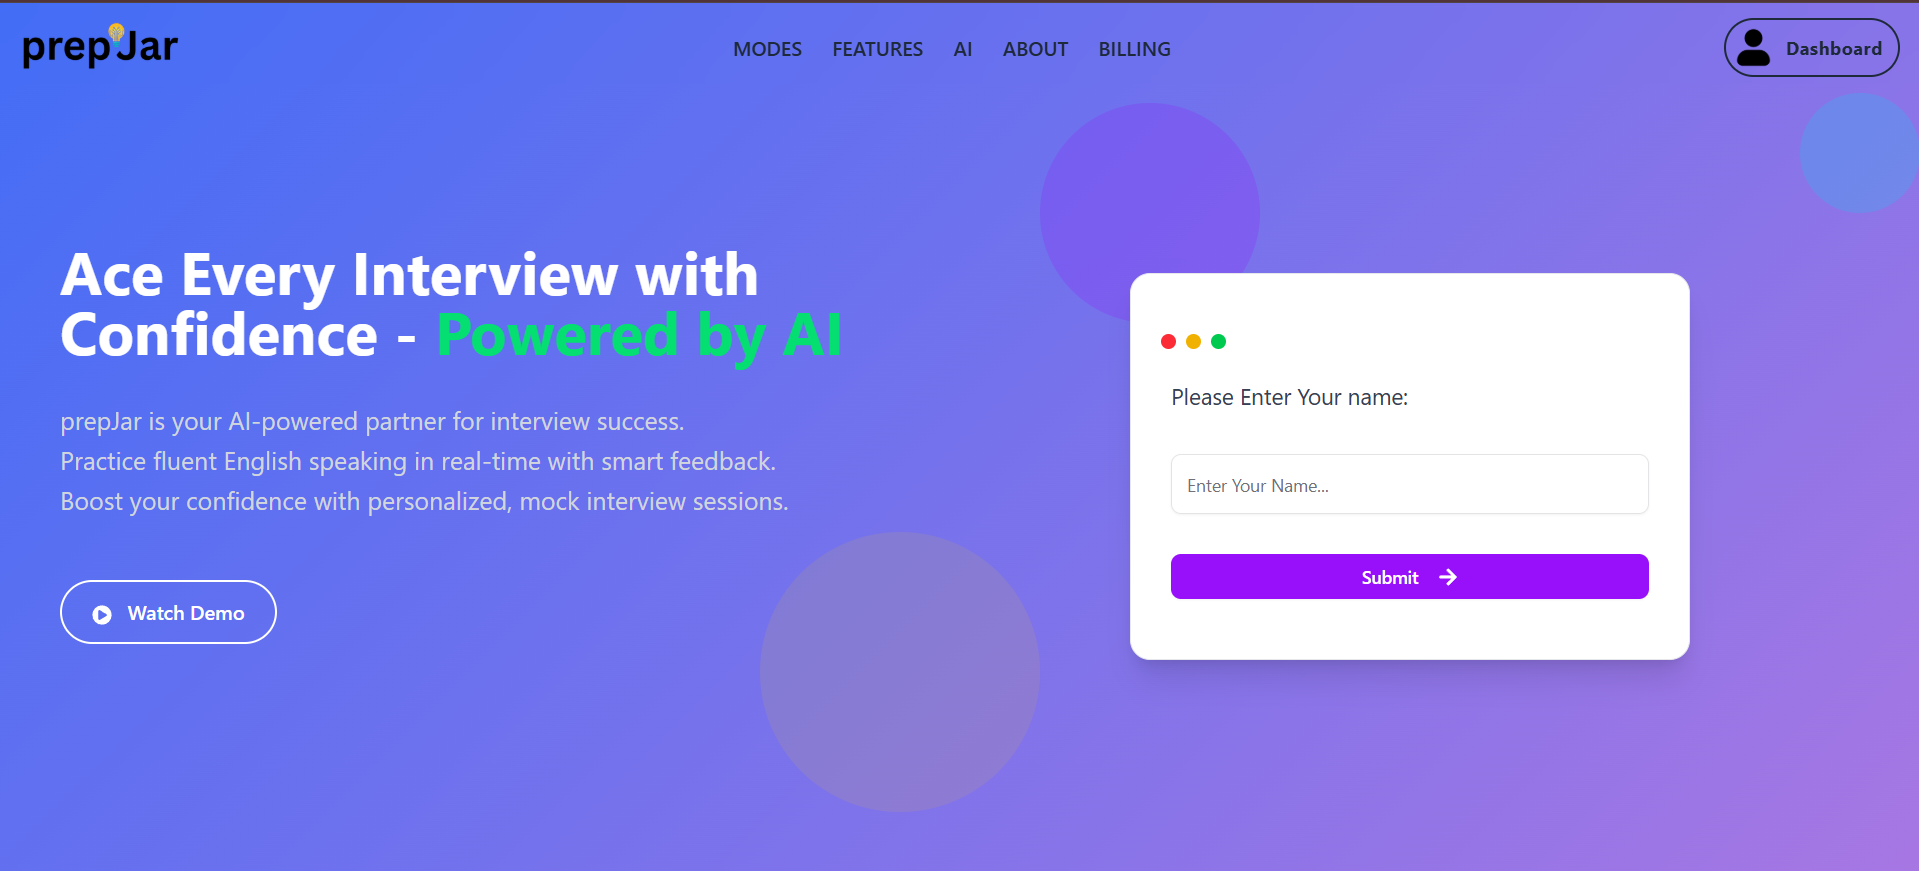 prepJar
MODES FEATURES AI ABOUT BILLING
Dashboard
Ace Every Interview with
Confidence - Powered by AI
prepJar is your AI-powered partner for interview success.
Practice fluent English speaking in real-time with smart feedback.
Boost your confidence with personalized, mock interview sessions.
Watch Demo
Please Enter Your name:
Enter Your Name...
Submit